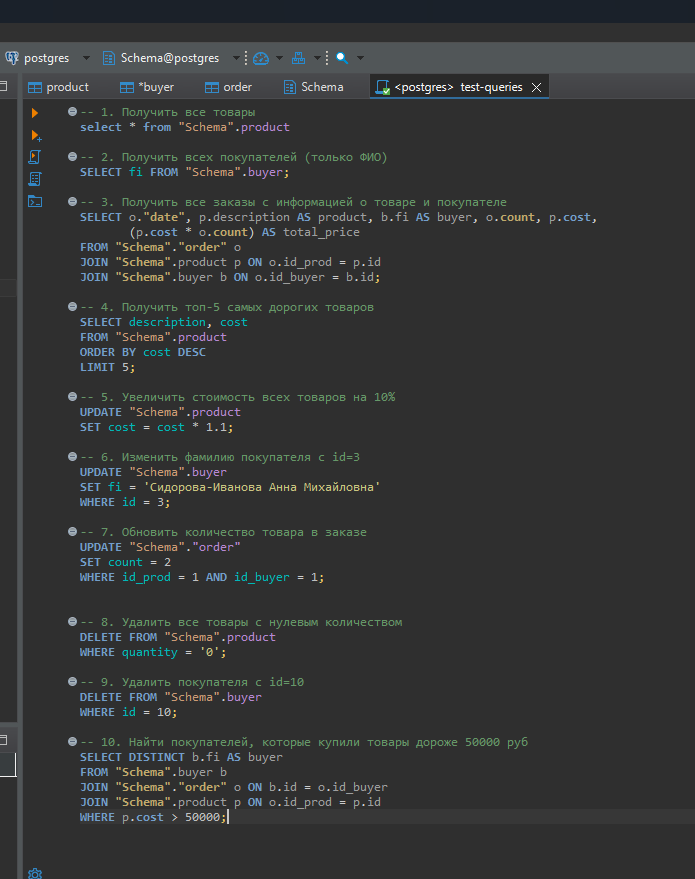 postgres Schema@postgres
product *buyer order Schema <postgres> test-queries
-- 1. Получить все товары
select * from "Schema".product
-- 2. Получить всех покупателей (только ФИО)
SELECT fi FROM "Schema".buyer;
-- 3. Получить все заказы с информацией о товаре и покупателе
SELECT o."date", p.description AS product, b.fi AS buyer, o.count, p.cost,
(p.cost * o.count) AS total_price
FROM "Schema"."order" o
JOIN "Schema".product p ON o.id_prod = p.id
JOIN "Schema".buyer b ON o.id_buyer = b.id;
-- 4. Получить топ-5 самых дорогих товаров
SELECT description, cost
FROM "Schema".product
ORDER BY cost DESC
LIMIT 5;
-- 5. Увеличить стоимость всех товаров на 10%
UPDATE "Schema".product
SET cost = cost * 1.1;
-- 6. Изменить фамилию покупателя с id=3
UPDATE "Schema".buyer
SET fi = 'Сидорова-Иванова Анна Михайловна'
WHERE id = 3;
-- 7. Обновить количество товара в заказе
UPDATE "Schema"."order"
SET count = 2
WHERE id_prod = 1 AND id_buyer = 1;
-- 8. Удалить все товары с нулевым количеством
DELETE FROM "Schema".product
WHERE quantity = '0';
-- 9. Удалить покупателя с id=10
DELETE FROM "Schema".buyer
WHERE id = 10;
-- 10. Найти покупателей, которые купили товары дороже 50000 руб
SELECT DISTINCT b.fi AS buyer
FROM "Schema".buyer b
JOIN "Schema"."order" o ON b.id = o.id_buyer
JOIN "Schema".product p ON o.id_prod = p.id
WHERE p.cost > 50000;